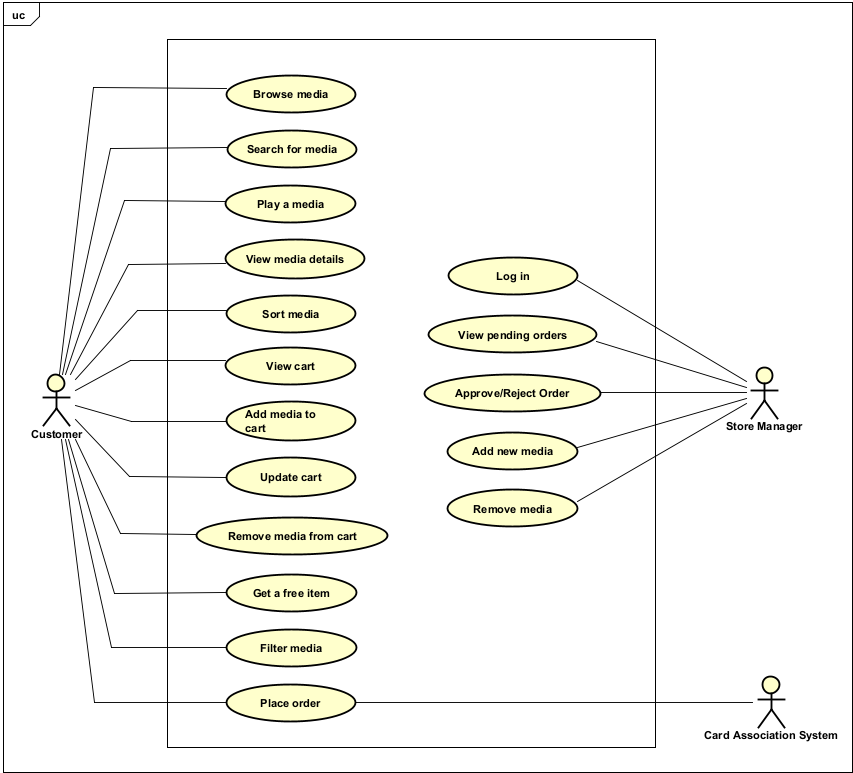 uc
Browse media
Search for media
Play a media
View media details
Sort media
View cart
Add media to
cart
Update cart
Remove media from cart
Get a free item
Filter media
Place order
Log in
View pending orders
Approve/Reject Order
Add new media
Remove media
Customer
Store Manager
Card Association System